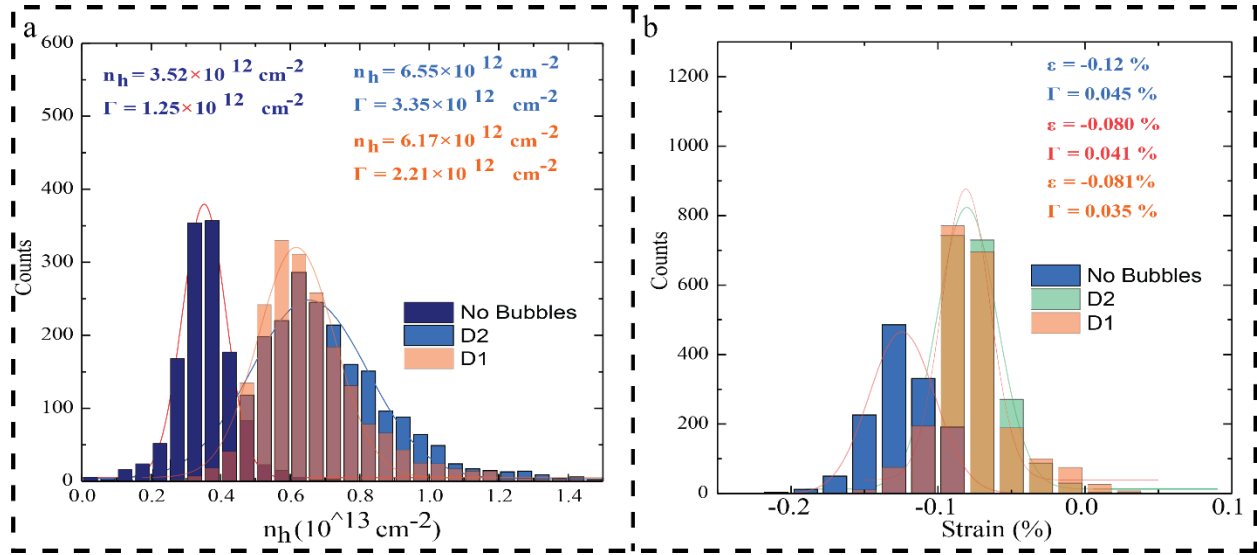 a
600
500
400
300
200
100
0
Counts
0.0 0.2 0.4 0.6 0.8 1.0 1.2 1.4
n_h (10^13 cm-2)
n_h = 3.52×10 12 cm-2
Γ = 1.25×10 12 cm-2
n_h = 6.55×10 12 cm-2
Γ = 3.35×10 12 cm-2
n_h = 6.17×10 12 cm-2
Γ = 2.21×10 12 cm-2
No Bubbles
D2
D1
b
1200
1000
800
600
400
200
0
Counts
-0.2 -0.1 0.0 0.1
Strain (%)
ε = -0.12 %
Γ = 0.045 %
ε = -0.080 %
Γ = 0.041 %
ε = -0.081%
Γ = 0.035 %
No Bubbles
D2
D1